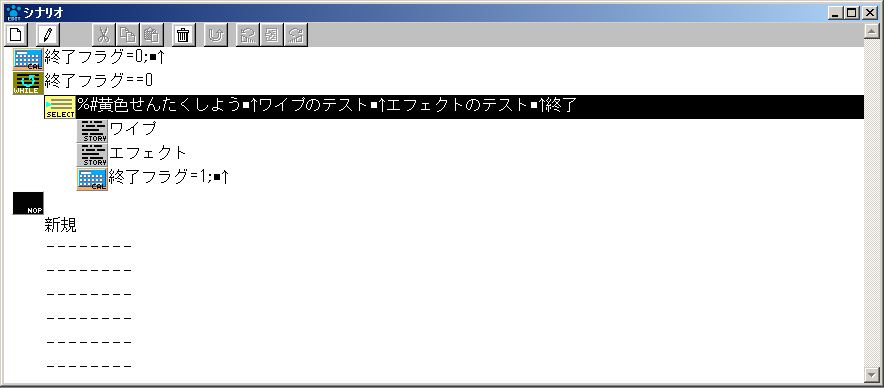 シナリオ
終了フラグ=0;■↑
終了フラグ==0
%#黄色せんたくしよう■↑ワイプのテスト■↑エフェクトのテスト■↑終了
ワイプ
エフェクト
終了フラグ=1;■↑
新規
--------
--------
--------
--------
--------
--------
EDIT
CAL
WHILE
SELECT
STORY
STORY
CAL
NOP